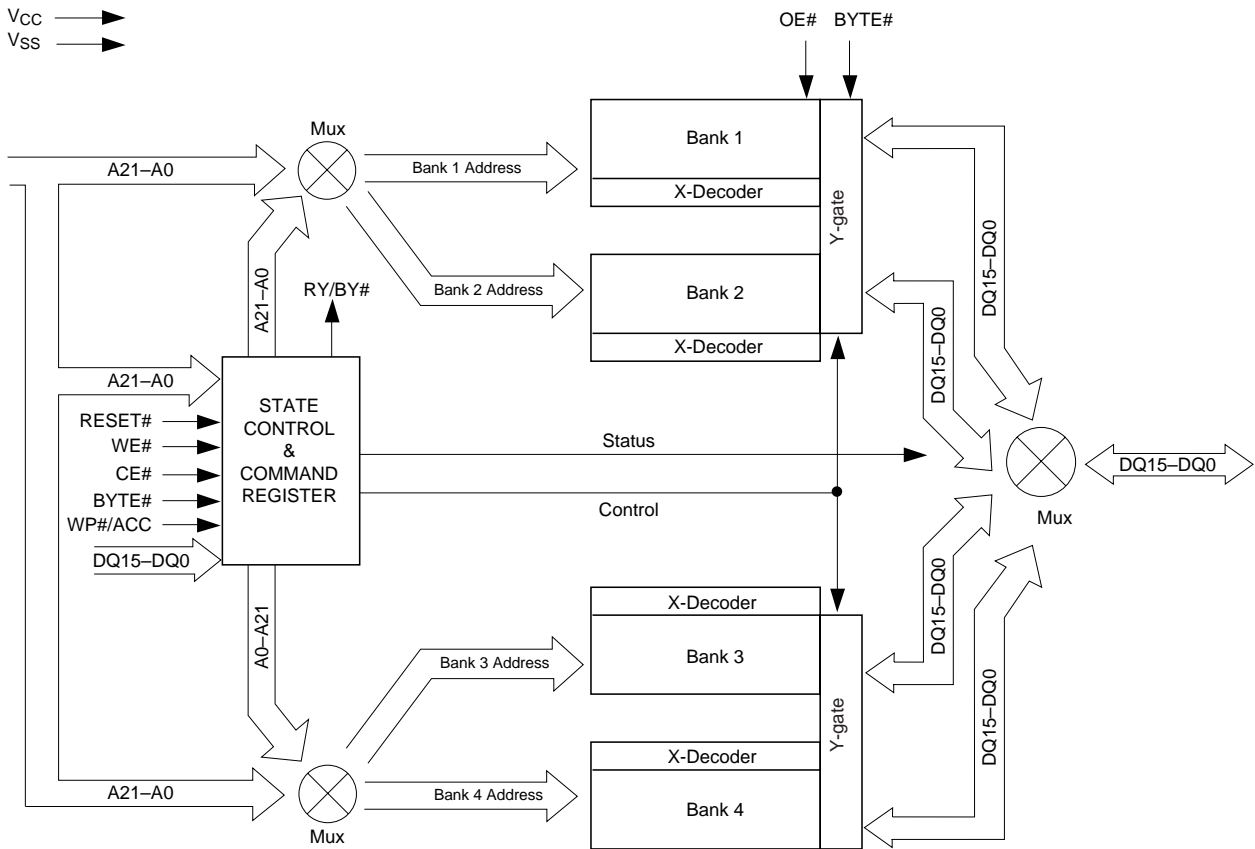 VCC
VSS
OE# BYTE#
Mux
Bank 1
A21–A0
Bank 1 Address
X-Decoder
Y-gate
DQ15–DQ0
A21–A0
RY/BY#
Bank 2 Address
Bank 2
X-Decoder
DQ15–DQ0
A21–A0
RESET#
WE#
CE#
BYTE#
WP#/ACC
DQ15–DQ0
STATE
CONTROL
&
COMMAND
REGISTER
Status
Control
DQ15–DQ0
Mux
A0–A21
X-Decoder
Bank 3 Address
Bank 3
DQ15–DQ0
Y-gate
DQ15–DQ0
X-Decoder
A21–A0
Bank 4 Address
Bank 4
Mux